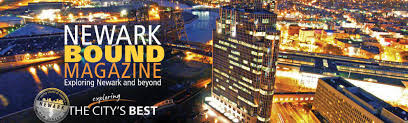 NEWARK
BOUND
MAGAZINE
Exploring Newark and beyond
exploring
THE CITY'S BEST